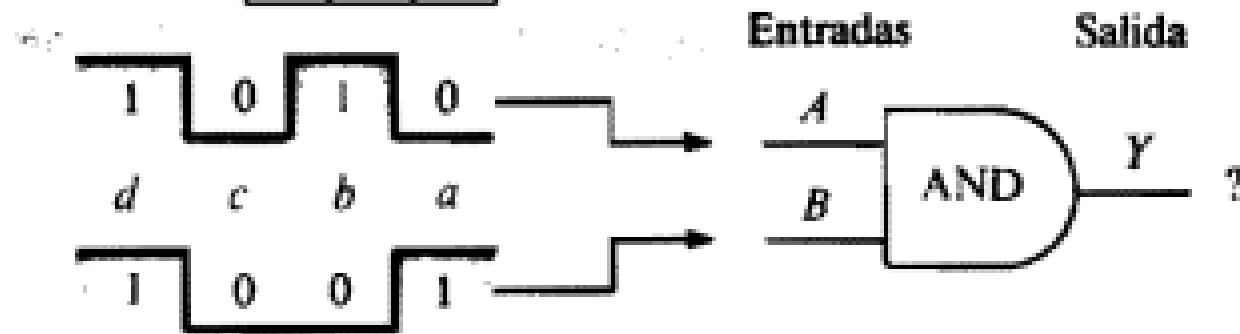 Entradas Salida
1 0 1 0
A
Y
d c b a
AND
?
B
1 0 0 1